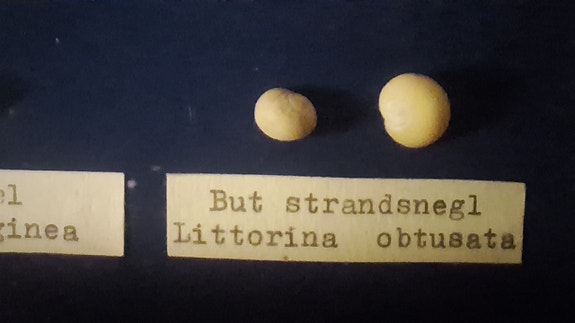 el
ginea
But strandsnegl
Littorina obtusata